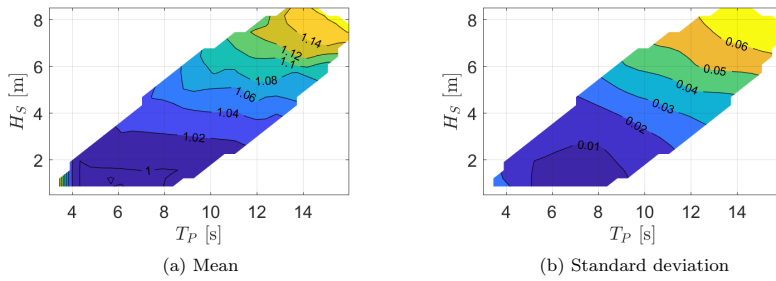 8
6
4
2
H_S [m]
1.14
1.12
1.1
1.08
1.06
1.04
1.02
1
4 6 8 10 12 14
T_P [s]
(a) Mean
8
6
4
2
H_S [m]
0.06
0.05
0.04
0.03
0.02
0.01
4 6 8 10 12 14
T_P [s]
(b) Standard deviation